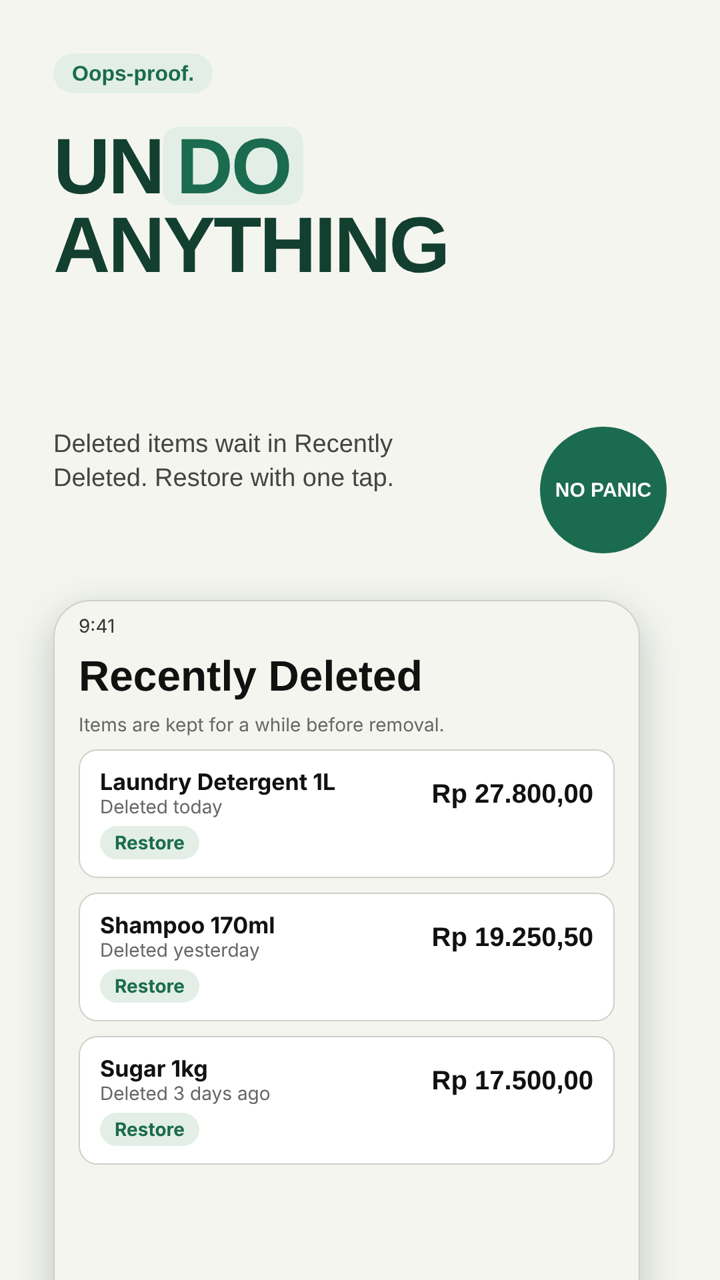 Oops-proof.
UNDO
ANYTHING
Deleted items wait in Recently
Deleted. Restore with one tap.
NO PANIC
9:41
Recently Deleted
Items are kept for a while before removal.
Laundry Detergent 1L
Rp 27.800,00
Deleted today
Restore
Shampoo 170ml
Rp 19.250,50
Deleted yesterday
Restore
Sugar 1kg
Rp 17.500,00
Deleted 3 days ago
Restore